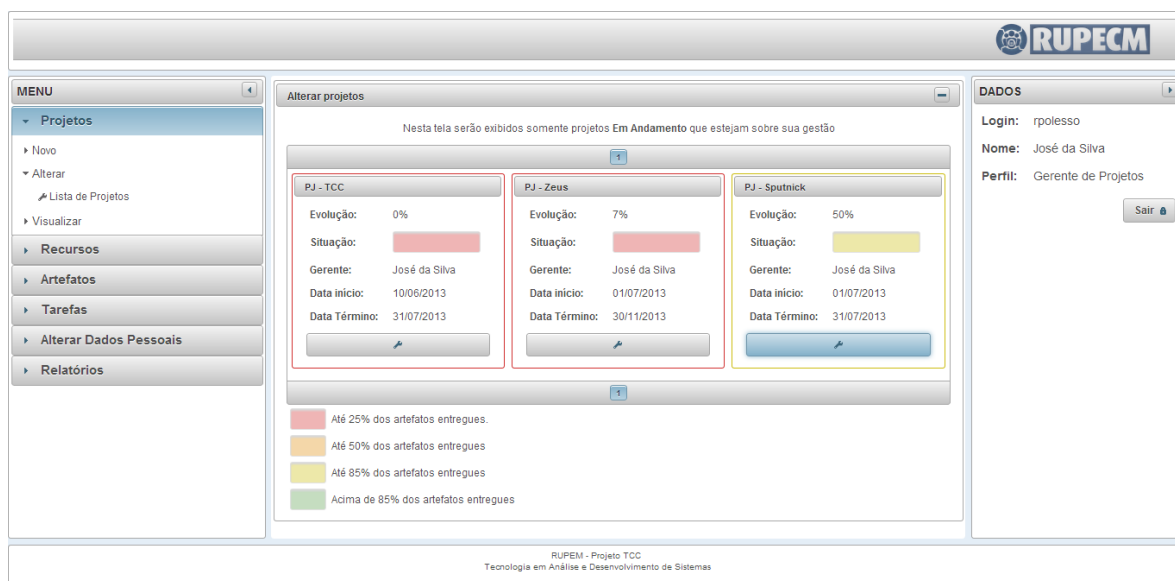 RUPECM
MENU
Projetos
Novo
Alterar
Lista de Projetos
Visualizar
Recursos
Artefatos
Tarefas
Alterar Dados Pessoais
Relatórios
Alterar projetos
Nesta tela serão exibidos somente projetos Em Andamento que estejam sobre sua gestão
1
PJ - TCC
Evolução: 0%
Situação:
Gerente: José da Silva
Data início: 10/06/2013
Data Término: 31/07/2013
PJ - Zeus
Evolução: 7%
Situação:
Gerente: José da Silva
Data início: 01/07/2013
Data Término: 30/11/2013
PJ - Sputnick
Evolução: 50%
Situação:
Gerente: José da Silva
Data início: 01/07/2013
Data Término: 31/07/2013
1
Até 25% dos artefatos entregues.
Até 50% dos artefatos entregues
Até 85% dos artefatos entregues
Acima de 85% dos artefatos entregues
DADOS
Login: rpolesso
Nome: José da Silva
Perfil: Gerente de Projetos
Sair
RUPEM - Projeto TCC
Tecnologia em Análise e Desenvolvimento de Sistemas